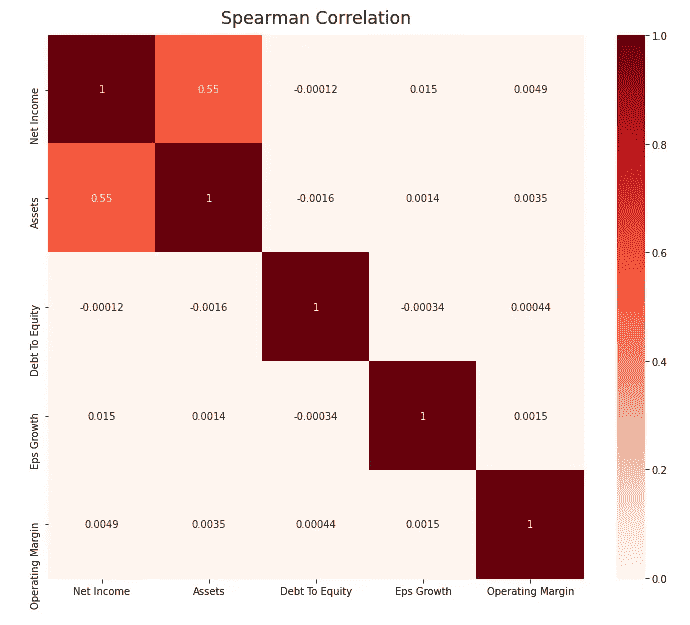 Spearman Correlation
Net Income
1
0.55
-0.00012
0.015
0.0049
Assets
0.55
1
-0.0016
0.0014
0.0035
Debt To Equity
-0.00012
-0.0016
1
-0.00034
0.00044
Eps Growth
0.015
0.0014
-0.00034
1
0.0015
Operating Margin
0.0049
0.0035
0.00044
0.0015
1
Net Income
Assets
Debt To Equity
Eps Growth
Operating Margin
1.0
0.8
0.6
0.4
0.2
0.0